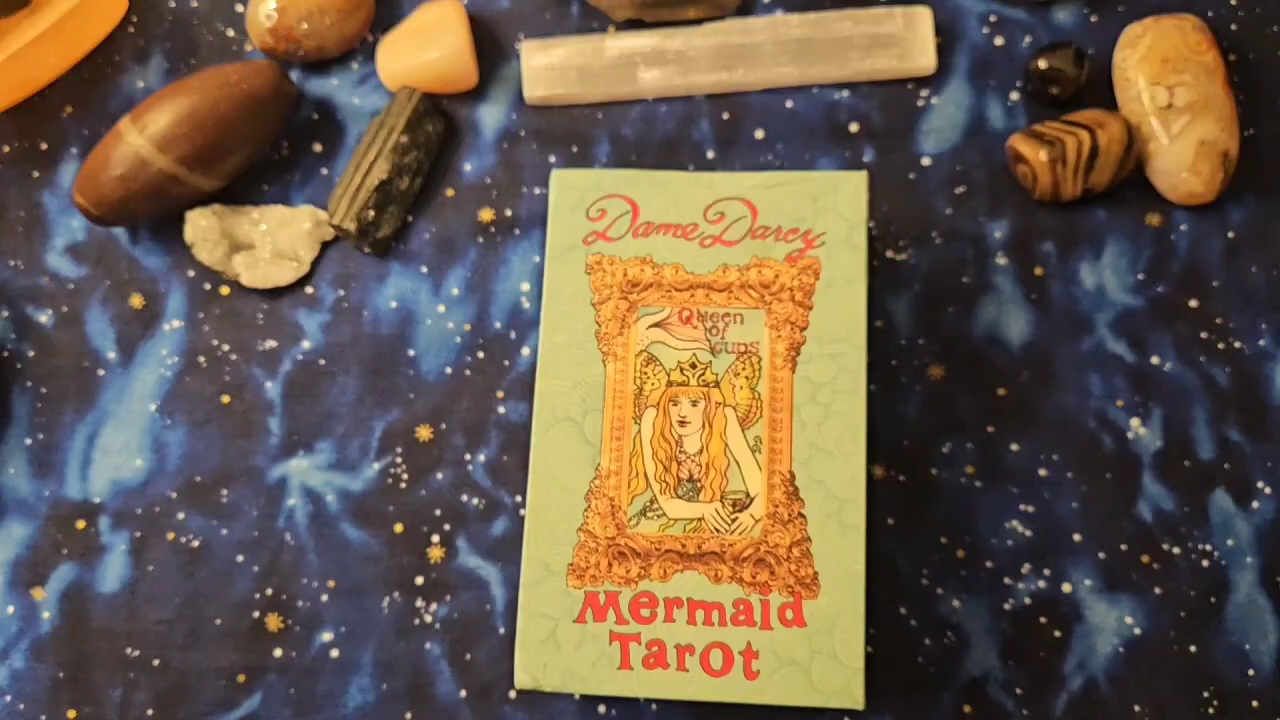 Dame Darcy
Queen
of
cups
Mermaid
Tarot